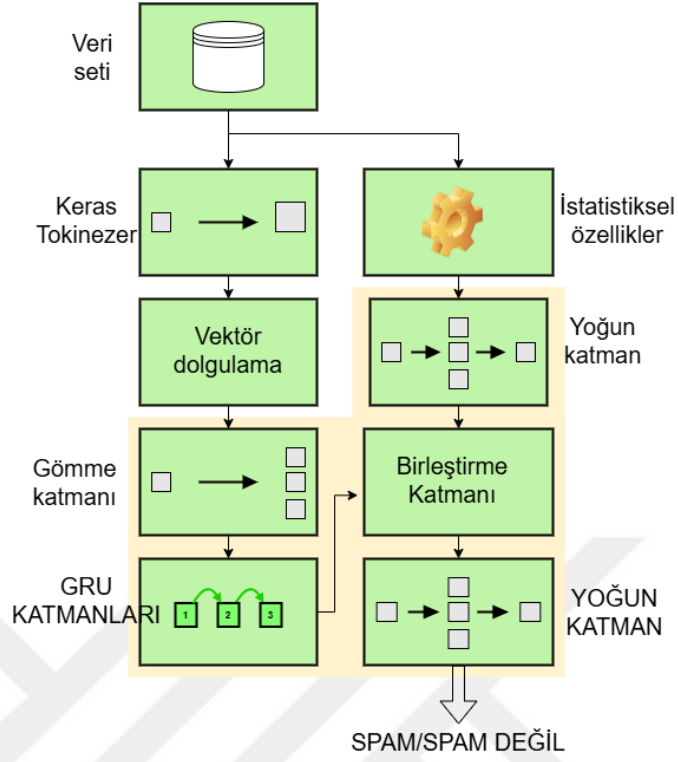 Veri
seti
Keras
Tokinezer
İstatistiksel
özellikler
Vektör
dolgulama
Yoğun
katman
Gömme
katmanı
Birleştirme
Katmanı
GRU
KATMANLARI
1 2 3
YOĞUN
KATMAN
SPAM/SPAM DEĞİL